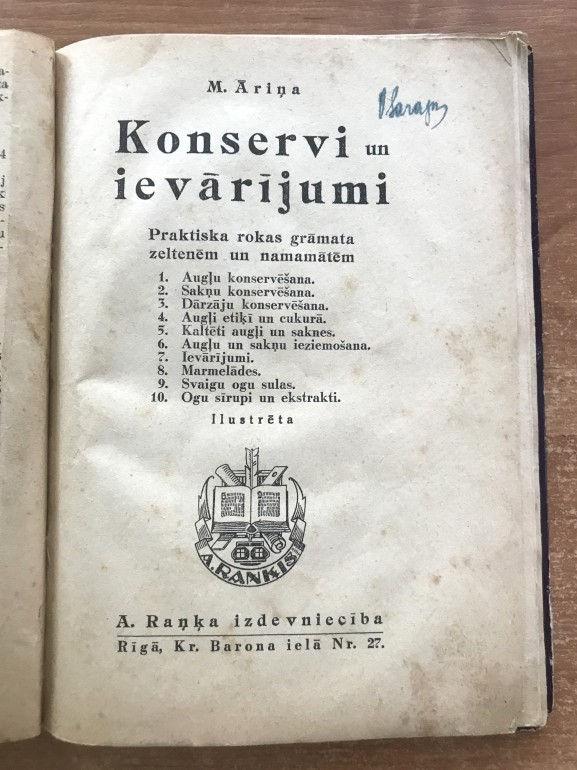 M. Āriņa
Konservi un
ievārījumi
Praktiska rokas grāmata
zeltenēm un namamātēm
1. Augļu konservēšana.
2. Sakņu konservēšana.
3. Dārzāju konservēšana.
4. Augļi etiķī un cukurā.
5. Kaltēti augļi un saknes.
6. Augļu un sakņu ieziemošana.
7. Ievārījumi.
8. Marmelādes.
9. Svaigu ogu sulas.
10. Ogu sīrupi un ekstrakti.
Ilustrēta
A. RAŅĶIS
A. Raņķa izdevniecība
Rīgā, Kr. Barona ielā Nr. 27.